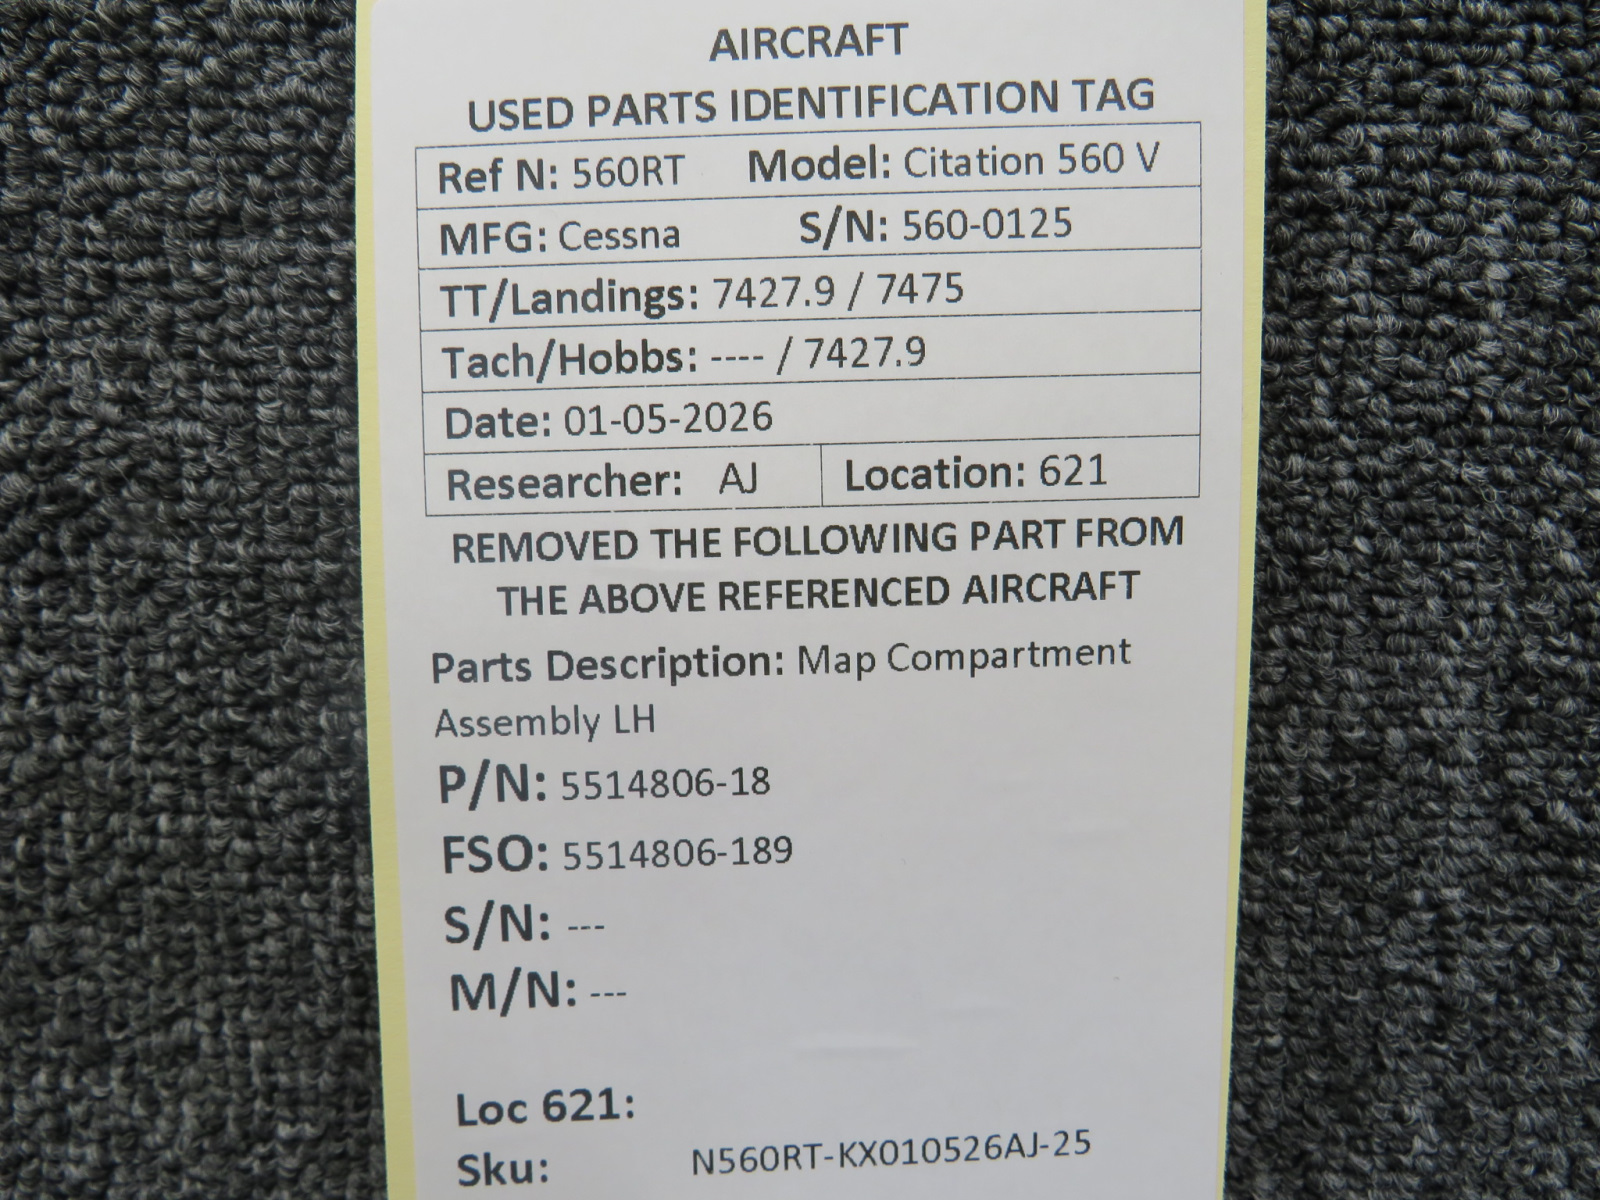 AIRCRAFT
USED PARTS IDENTIFICATION TAG
Ref N: 560RT Model: Citation 560 V
MFG: Cessna S/N: 560-0125
TT/Landings: 7427.9 / 7475
Tach/Hobbs: ---- / 7427.9
Date: 01-05-2026
Researcher: AJ Location: 621
REMOVED THE FOLLOWING PART FROM
THE ABOVE REFERENCED AIRCRAFT
Parts Description: Map Compartment
Assembly LH
P/N: 5514806-18
FSO: 5514806-189
S/N: ---
M/N: ---
Loc 621:
Sku: N560RT-KX010526AJ-25